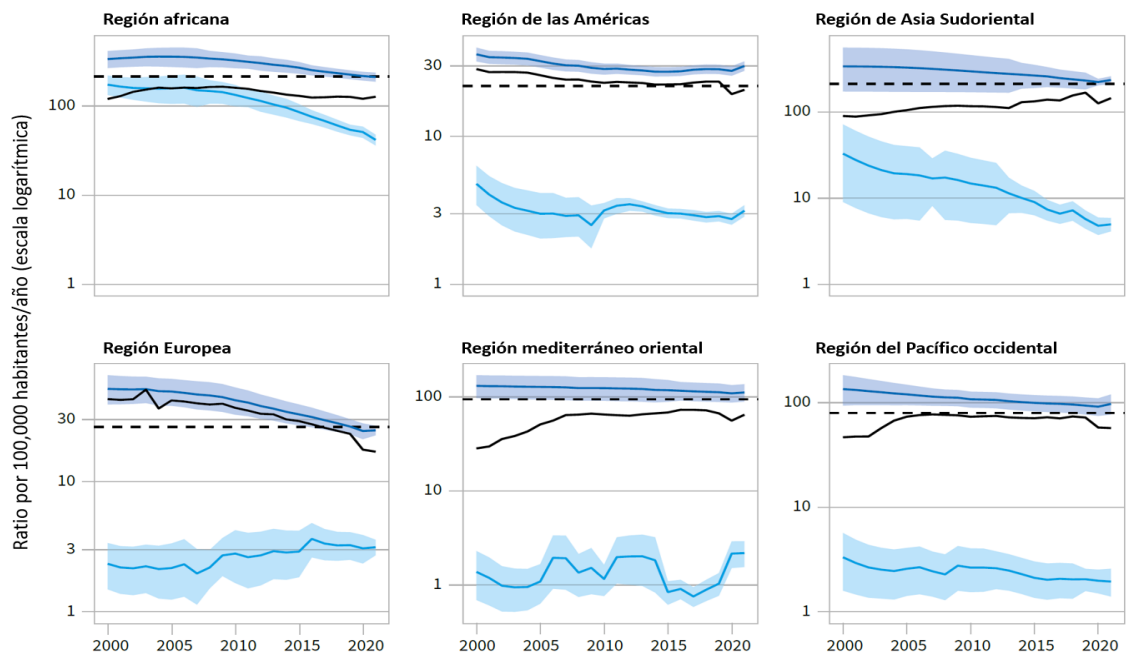 Región africana
Región de las Américas
Región de Asia Sudoriental
100
10
1
30
10
3
1
100
10
1
Región Europea
Región mediterráneo oriental
Región del Pacífico occidental
30
10
3
1
100
10
1
100
10
1
2000 2005 2010 2015 2020
2000 2005 2010 2015 2020
2000 2005 2010 2015 2020
Ratio por 100,000 habitantes/año (escala logarítmica)